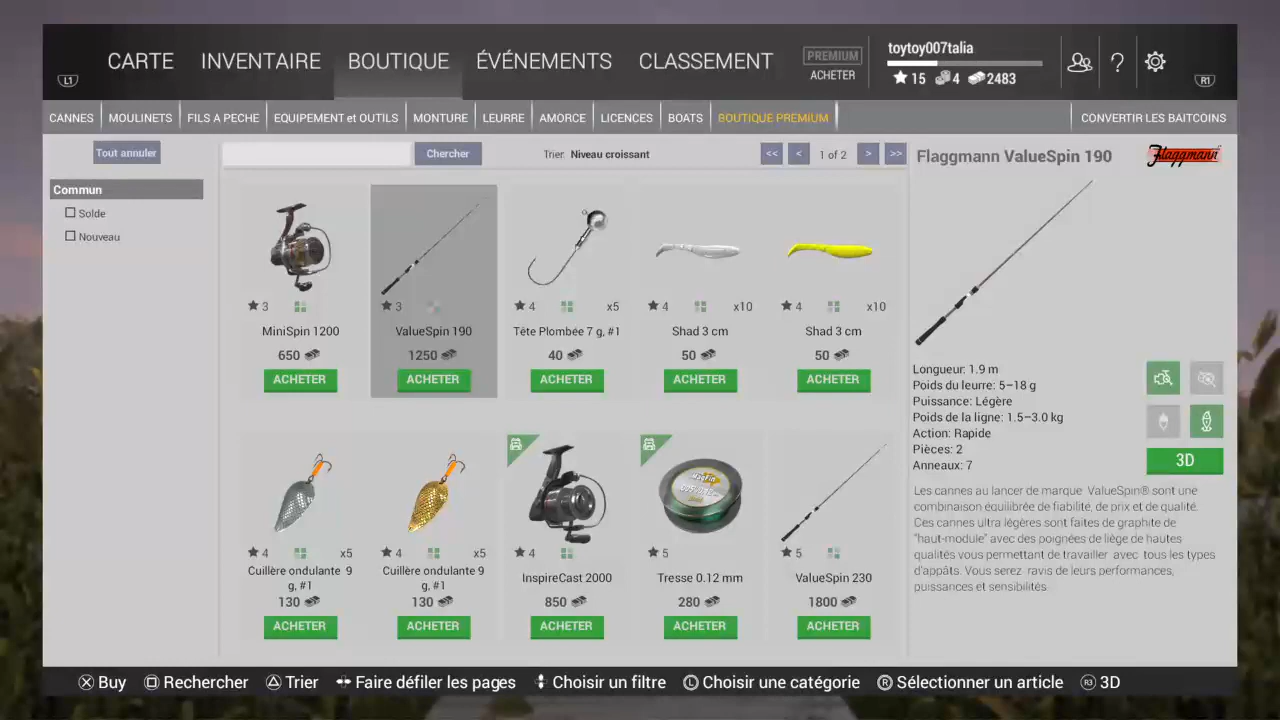 CARTE INVENTAIRE BOUTIQUE ÉVÉNEMENTS CLASSEMENT PREMIUM ACHETER toytoy007talia
L1 15 4 2483 ? R1
CANNES MOULINETS FILS A PECHE EQUIPEMENT et OUTILS MONTURE LEURRE AMORCE LICENCES BOATS BOUTIQUE PREMIUM CONVERTIR LES BAITCOINS
Tout annuler Chercher Trier: Niveau croissant << < 1 of 2 > >>
Commun
Solde
Nouveau
3 3 4 x5 4 x10 4 x10
MiniSpin 1200 ValueSpin 190 Tête Plombée 7 g, #1 Shad 3 cm Shad 3 cm
650 1250 40 50 50
ACHETER ACHETER ACHETER ACHETER ACHETER
4 x5 4 x5 4 5 5
Cuillère ondulante 9 g, #1 Cuillère ondulante 9 g, #1 InspireCast 2000 Tresse 0.12 mm ValueSpin 230
130 130 850 280 1800
ACHETER ACHETER ACHETER ACHETER ACHETER
Flaggmann ValueSpin 190 Flaggmann
Longueur: 1.9 m
Poids du leurre: 5–18 g
Puissance: Légère
Poids de la ligne: 1.5–3.0 kg
Action: Rapide
Pièces: 2
Anneaux: 7
3D
Les cannes au lancer de marque ValueSpin® sont une
combinaison équilibrée de fiabilité, de prix et de qualité.
Ces cannes ultra légères sont faites de graphite de
"haut-module" avec des poignées de liège de hautes
qualités vous permettant de travailler avec tous les types
d'appâts. Vous serez ravis de leurs performances,
puissances et sensibilités.
Buy Rechercher Trier Faire défiler les pages Choisir un filtre L Choisir une catégorie R Sélectionner un article R3 3D